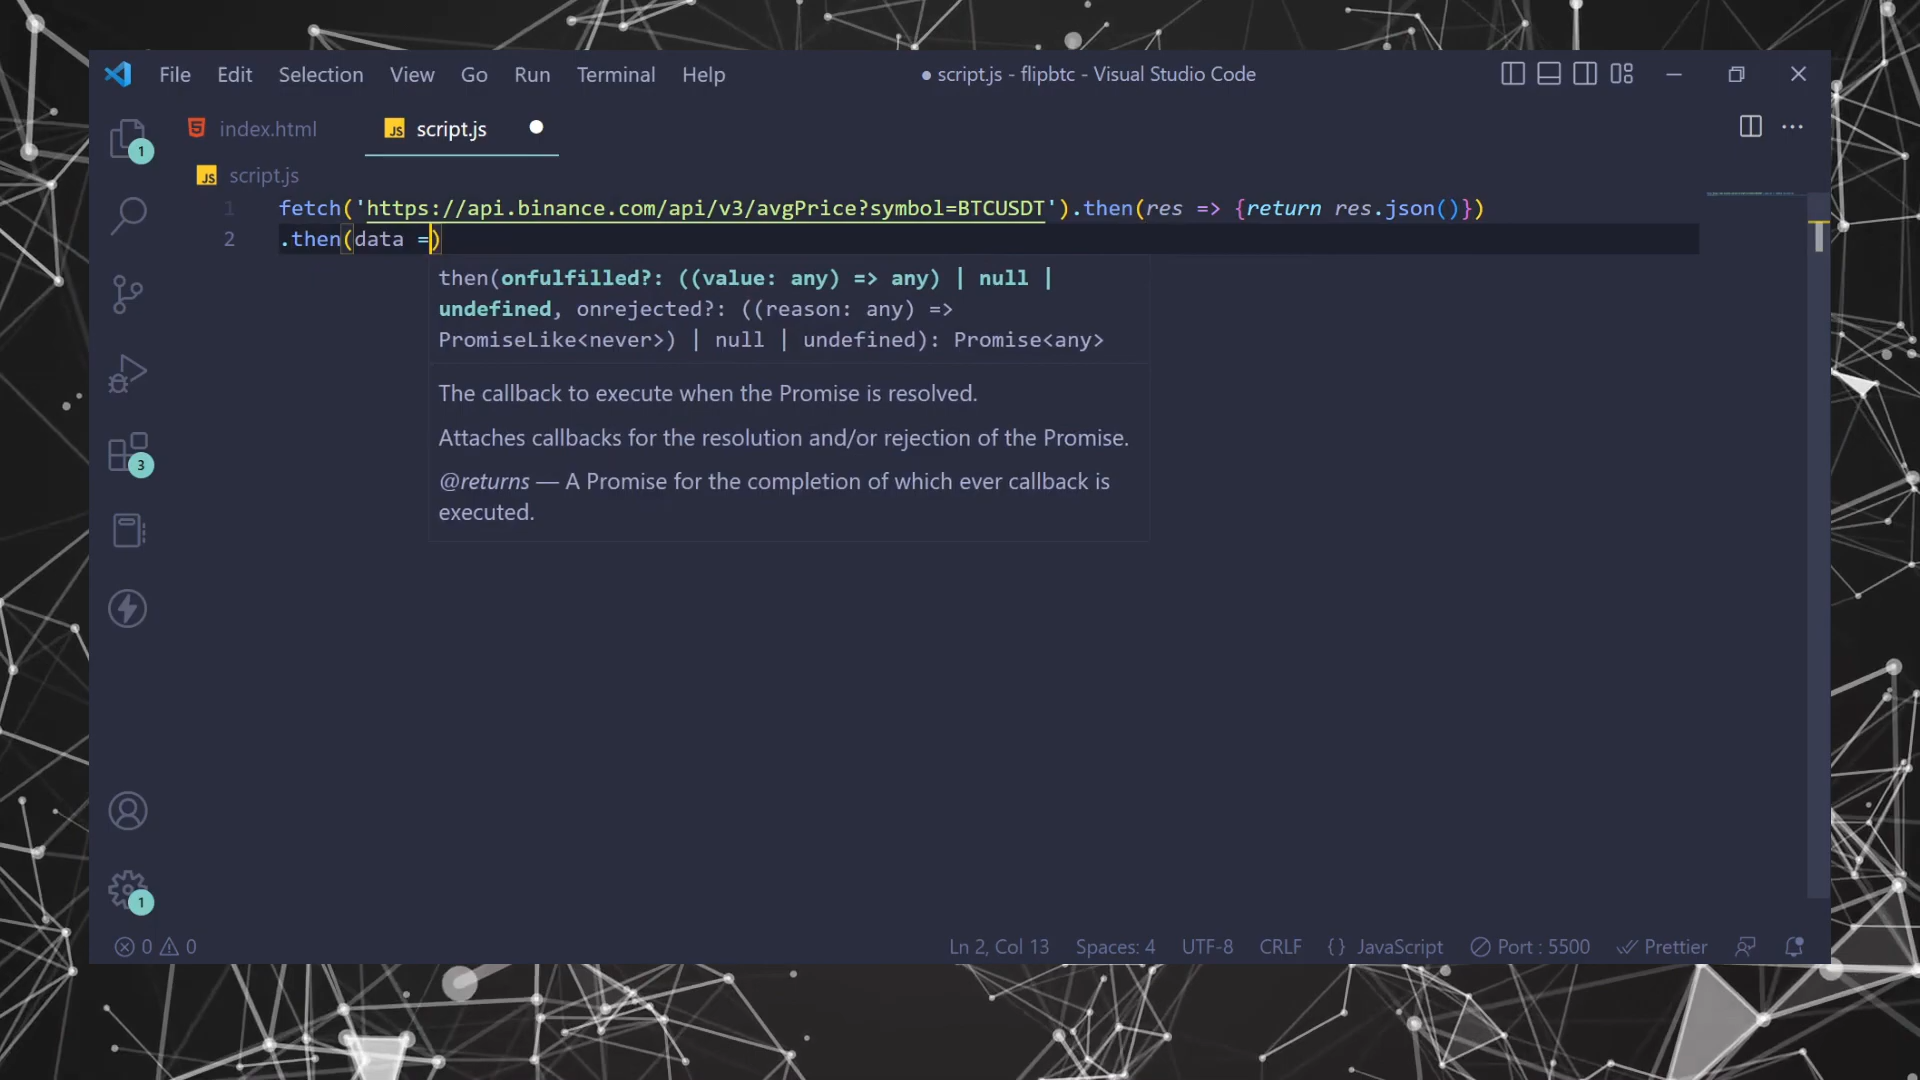 File Edit Selection View Go Run Terminal Help ● script.js - flipbtc - Visual Studio Code
index.html JS script.js
JS script.js
1 fetch('https://api.binance.com/api/v3/avgPrice?symbol=BTCUSDT').then(res => {return res.json()})
2 .then(data =)
then(onfulfilled?: ((value: any) => any) | null |
undefined, onrejected?: ((reason: any) =>
PromiseLike<never>) | null | undefined): Promise<any>
The callback to execute when the Promise is resolved.
Attaches callbacks for the resolution and/or rejection of the Promise.
@returns — A Promise for the completion of which ever callback is
executed.
1
3
1
0 0 Ln 2, Col 13 Spaces: 4 UTF-8 CRLF {} JavaScript Port : 5500 Prettier